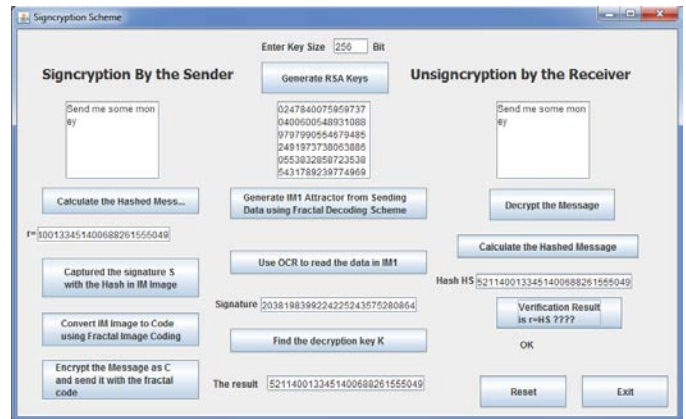 Signcryption Scheme
Enter Key Size 256 Bit
Signcryption By the Sender
Generate RSA Keys
Unsigncryption by the Receiver
Send me some mon
ey
0247840075959737
0400600548931088
9797990554679485
2491973738063886
0553832858723538
5431789239774969
Send me some mon
ey
Calculate the Hashed Mess...
Generate IM1 Attractor from Sending
Data using Fractal Decoding Scheme
Decrypt the Message
r= 400133451400688261555049
Calculate the Hashed Message
Captured the signature S
with the Hash in IM Image
Use OCR to read the data in IM1
Hash HS 521140013345140068826155​5049
Signature 203819839922422524357528​0864
Verification Result
is r=HS ????
Convert IM Image to Code
using Fractal Image Coding
Find the decryption key K
OK
Encrypt the Message as C
and send it with the fractal
code
The result 5211400133451400688261555049
Reset
Exit